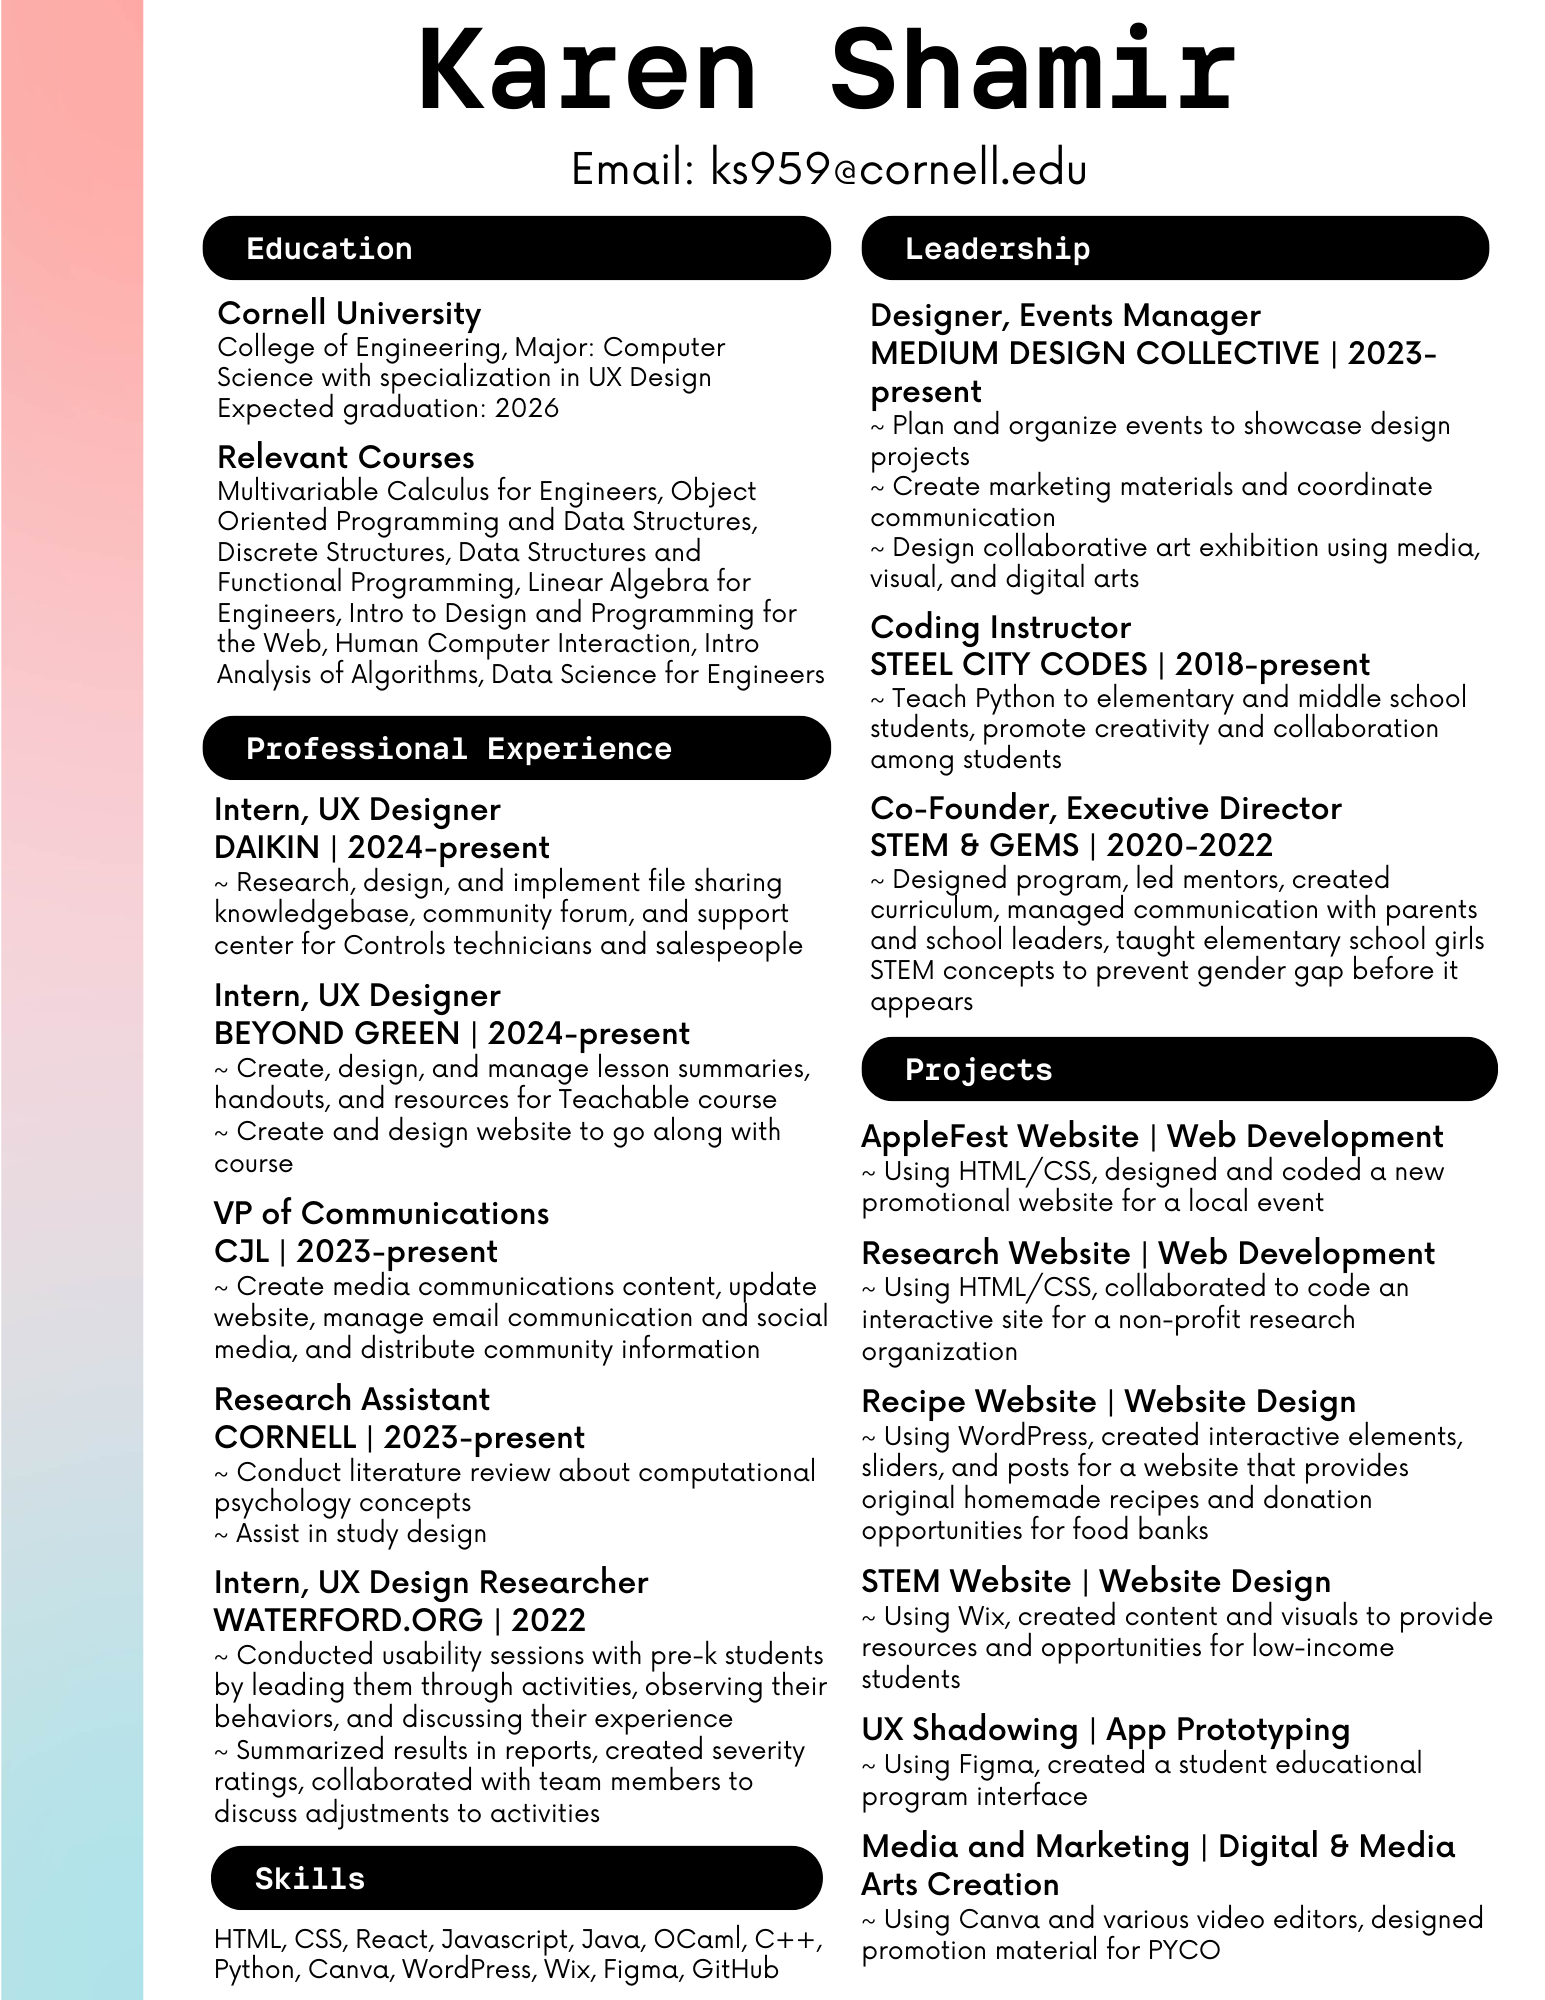 Karen Shamir
Email: ks959@cornell.edu
Education
Cornell University
College of Engineering, Major: Computer
Science with specialization in UX Design
Expected graduation: 2026
Relevant Courses
Multivariable Calculus for Engineers, Object
Oriented Programming and Data Structures,
Discrete Structures, Data Structures and
Functional Programming, Linear Algebra for
Engineers, Intro to Design and Programming for
the Web, Human Computer Interaction, Intro
Analysis of Algorithms, Data Science for Engineers
Professional Experience
Intern, UX Designer
DAIKIN | 2024-present
~ Research, design, and implement file sharing
knowledgebase, community forum, and support
center for Controls technicians and salespeople
Intern, UX Designer
BEYOND GREEN | 2024-present
~ Create, design, and manage lesson summaries,
handouts, and resources for Teachable course
~ Create and design website to go along with
course
VP of Communications
CJL | 2023-present
~ Create media communications content, update
website, manage email communication and social
media, and distribute community information
Research Assistant
CORNELL | 2023-present
~ Conduct literature review about computational
psychology concepts
~ Assist in study design
Intern, UX Design Researcher
WATERFORD.ORG | 2022
~ Conducted usability sessions with pre-k students
by leading them through activities, observing their
behaviors, and discussing their experience
~ Summarized results in reports, created severity
ratings, collaborated with team members to
discuss adjustments to activities
Skills
HTML, CSS, React, Javascript, Java, OCaml, C++,
Python, Canva, WordPress, Wix, Figma, GitHub
Leadership
Designer, Events Manager
MEDIUM DESIGN COLLECTIVE | 2023-
present
~ Plan and organize events to showcase design
projects
~ Create marketing materials and coordinate
communication
~ Design collaborative art exhibition using media,
visual, and digital arts
Coding Instructor
STEEL CITY CODES | 2018-present
~ Teach Python to elementary and middle school
students, promote creativity and collaboration
among students
Co-Founder, Executive Director
STEM & GEMS | 2020-2022
~ Designed program, led mentors, created
curriculum, managed communication with parents
and school leaders, taught elementary school girls
STEM concepts to prevent gender gap before it
appears
Projects
AppleFest Website | Web Development
~ Using HTML/CSS, designed and coded a new
promotional website for a local event
Research Website | Web Development
~ Using HTML/CSS, collaborated to code an
interactive site for a non-profit research
organization
Recipe Website | Website Design
~ Using WordPress, created interactive elements,
sliders, and posts for a website that provides
original homemade recipes and donation
opportunities for food banks
STEM Website | Website Design
~ Using Wix, created content and visuals to provide
resources and opportunities for low-income
students
UX Shadowing | App Prototyping
~ Using Figma, created a student educational
program interface
Media and Marketing | Digital & Media
Arts Creation
~ Using Canva and various video editors, designed
promotion material for PYCO